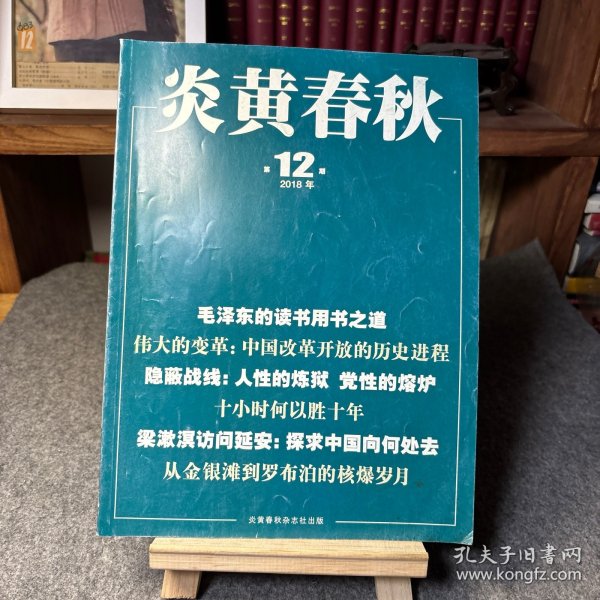 炎黄春秋
第12期
2018 年
毛泽东的读书用书之道
伟大的变革：中国改革开放的历史进程
隐蔽战线：人性的炼狱 党性的熔炉
十小时何以胜十年
梁漱溟访问延安：探求中国向何处去
从金银滩到罗布泊的核爆岁月
炎黄春秋杂志社出版
12
孔夫子旧书网
www.kongfz.com